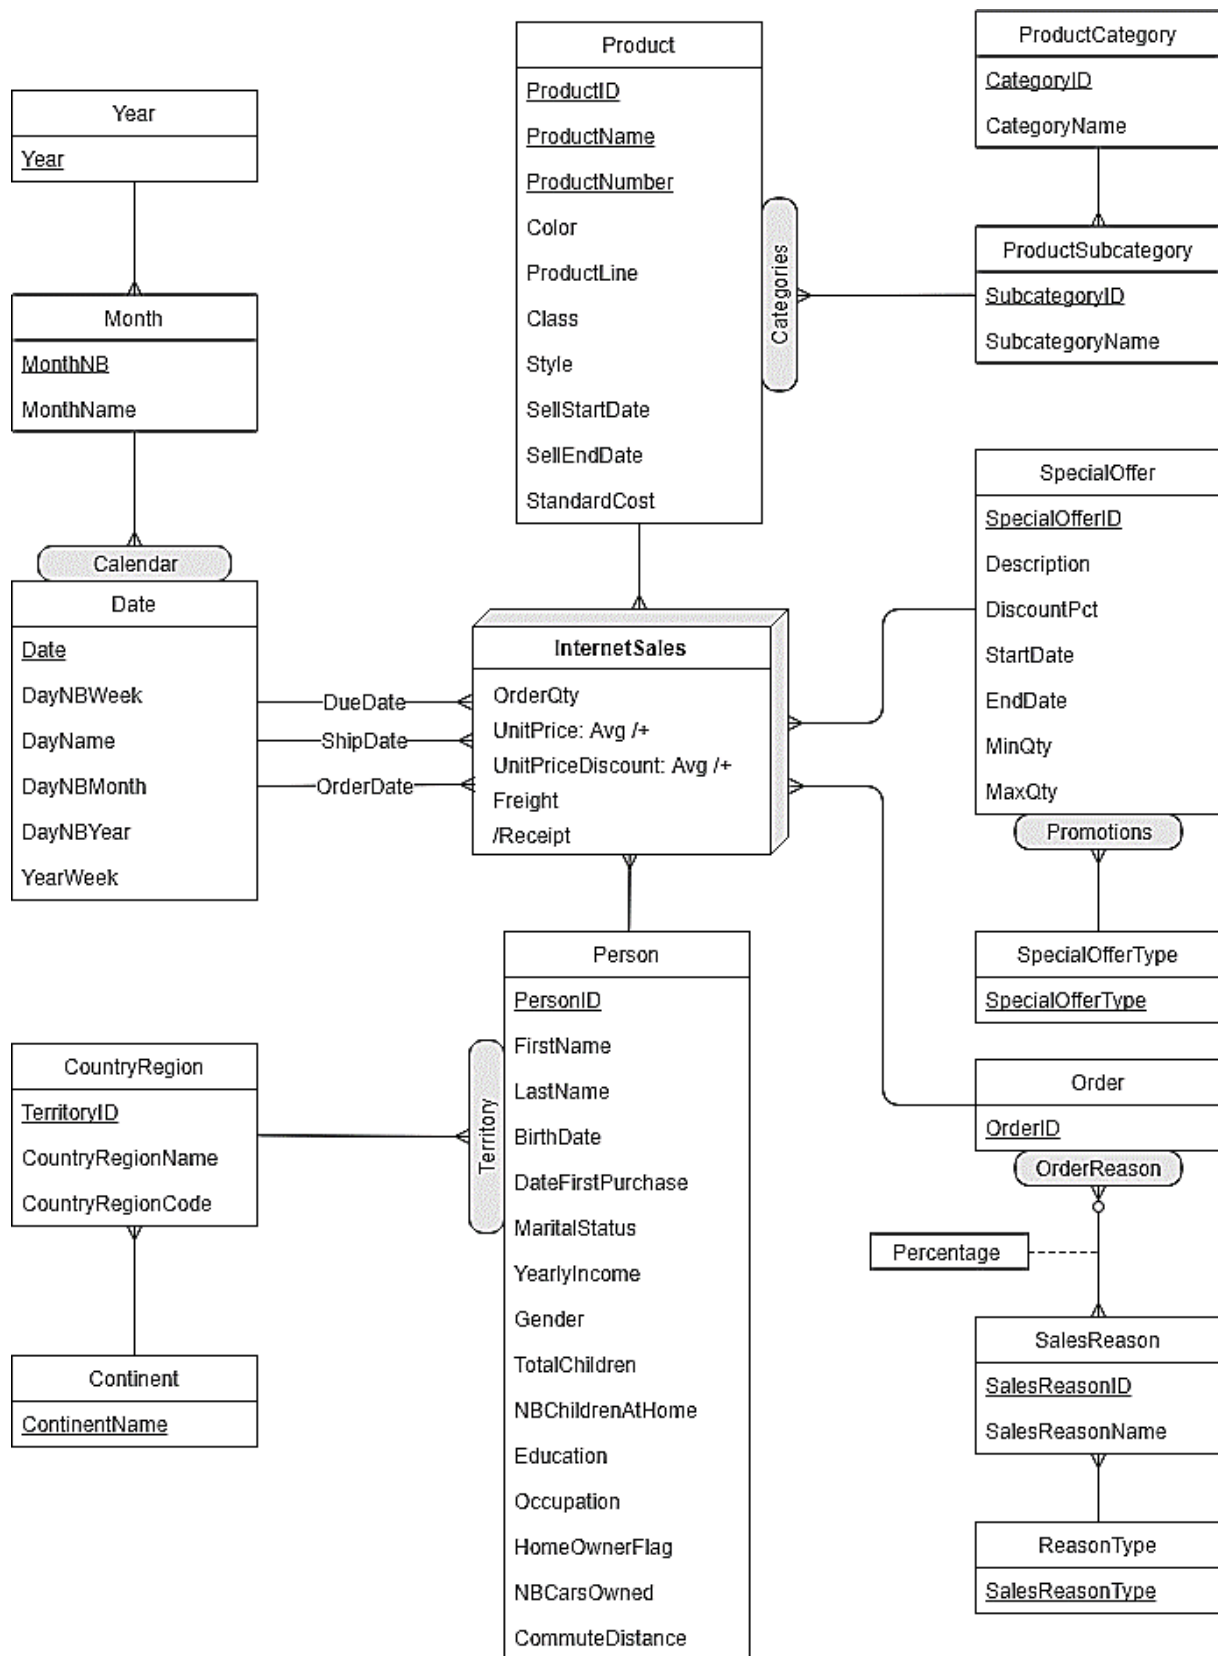 Year
Year
Month
MonthNB
MonthName
Calendar
Date
Date
DayNBWeek
DayName
DayNBMonth
DayNBYear
YearWeek
Product
ProductID
ProductName
ProductNumber
Color
ProductLine
Class
Style
SellStartDate
SellEndDate
StandardCost
Categories
ProductCategory
CategoryID
CategoryName
ProductSubcategory
SubcategoryID
SubcategoryName
DueDate
ShipDate
OrderDate
InternetSales
OrderQty
UnitPrice: Avg /+
UnitPriceDiscount: Avg /+
Freight
/Receipt
SpecialOffer
SpecialOfferID
Description
DiscountPct
StartDate
EndDate
MinQty
MaxQty
Promotions
SpecialOfferType
SpecialOfferType
CountryRegion
TerritoryID
CountryRegionName
CountryRegionCode
Continent
ContinentName
Territory
Person
PersonID
FirstName
LastName
BirthDate
DateFirstPurchase
MaritalStatus
YearlyIncome
Gender
TotalChildren
NBChildrenAtHome
Education
Occupation
HomeOwnerFlag
NBCarsOwned
CommuteDistance
Order
OrderID
OrderReason
Percentage
SalesReason
SalesReasonID
SalesReasonName
ReasonType
SalesReasonType